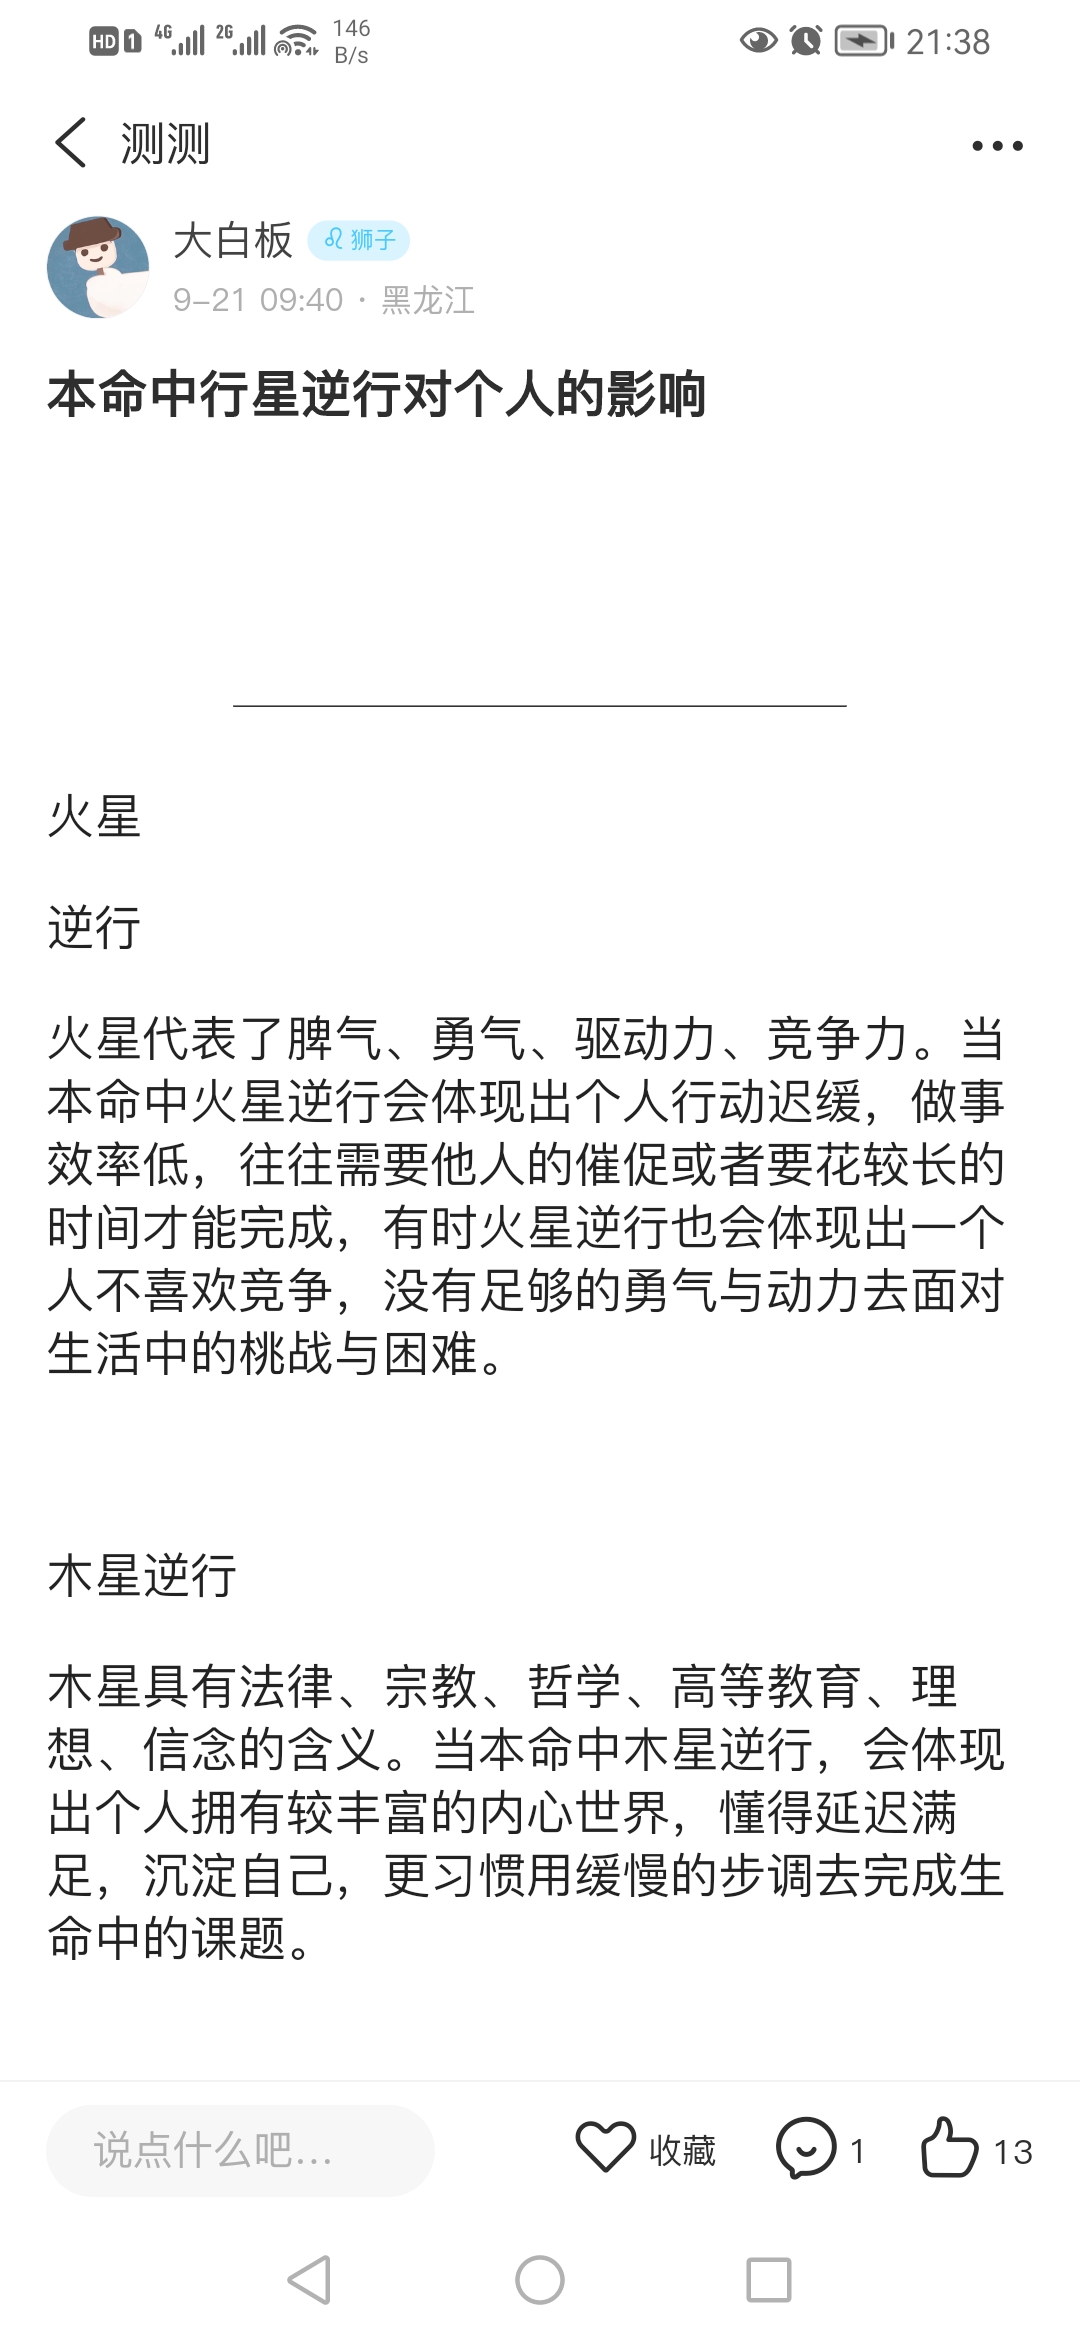 HD 1 4G 2G 146 B/s 21:38
测测
大白板 狮子
9-21 09:40 · 黑龙江
本命中行星逆行对个人的影响
火星
逆行
火星代表了脾气、勇气、驱动力、竞争力。当
本命中火星逆行会体现出个人行动迟缓，做事
效率低，往往需要他人的催促或者要花较长的
时间才能完成，有时火星逆行也会体现出一个
人不喜欢竞争，没有足够的勇气与动力去面对
生活中的桃战与困难。
木星逆行
木星具有法律、宗教、哲学、高等教育、理
想、信念的含义。当本命中木星逆行，会体现
出个人拥有较丰富的内心世界，懂得延迟满
足，沉淀自己，更习惯用缓慢的步调去完成生
命中的课题。
说点什么吧... 收藏 1 13